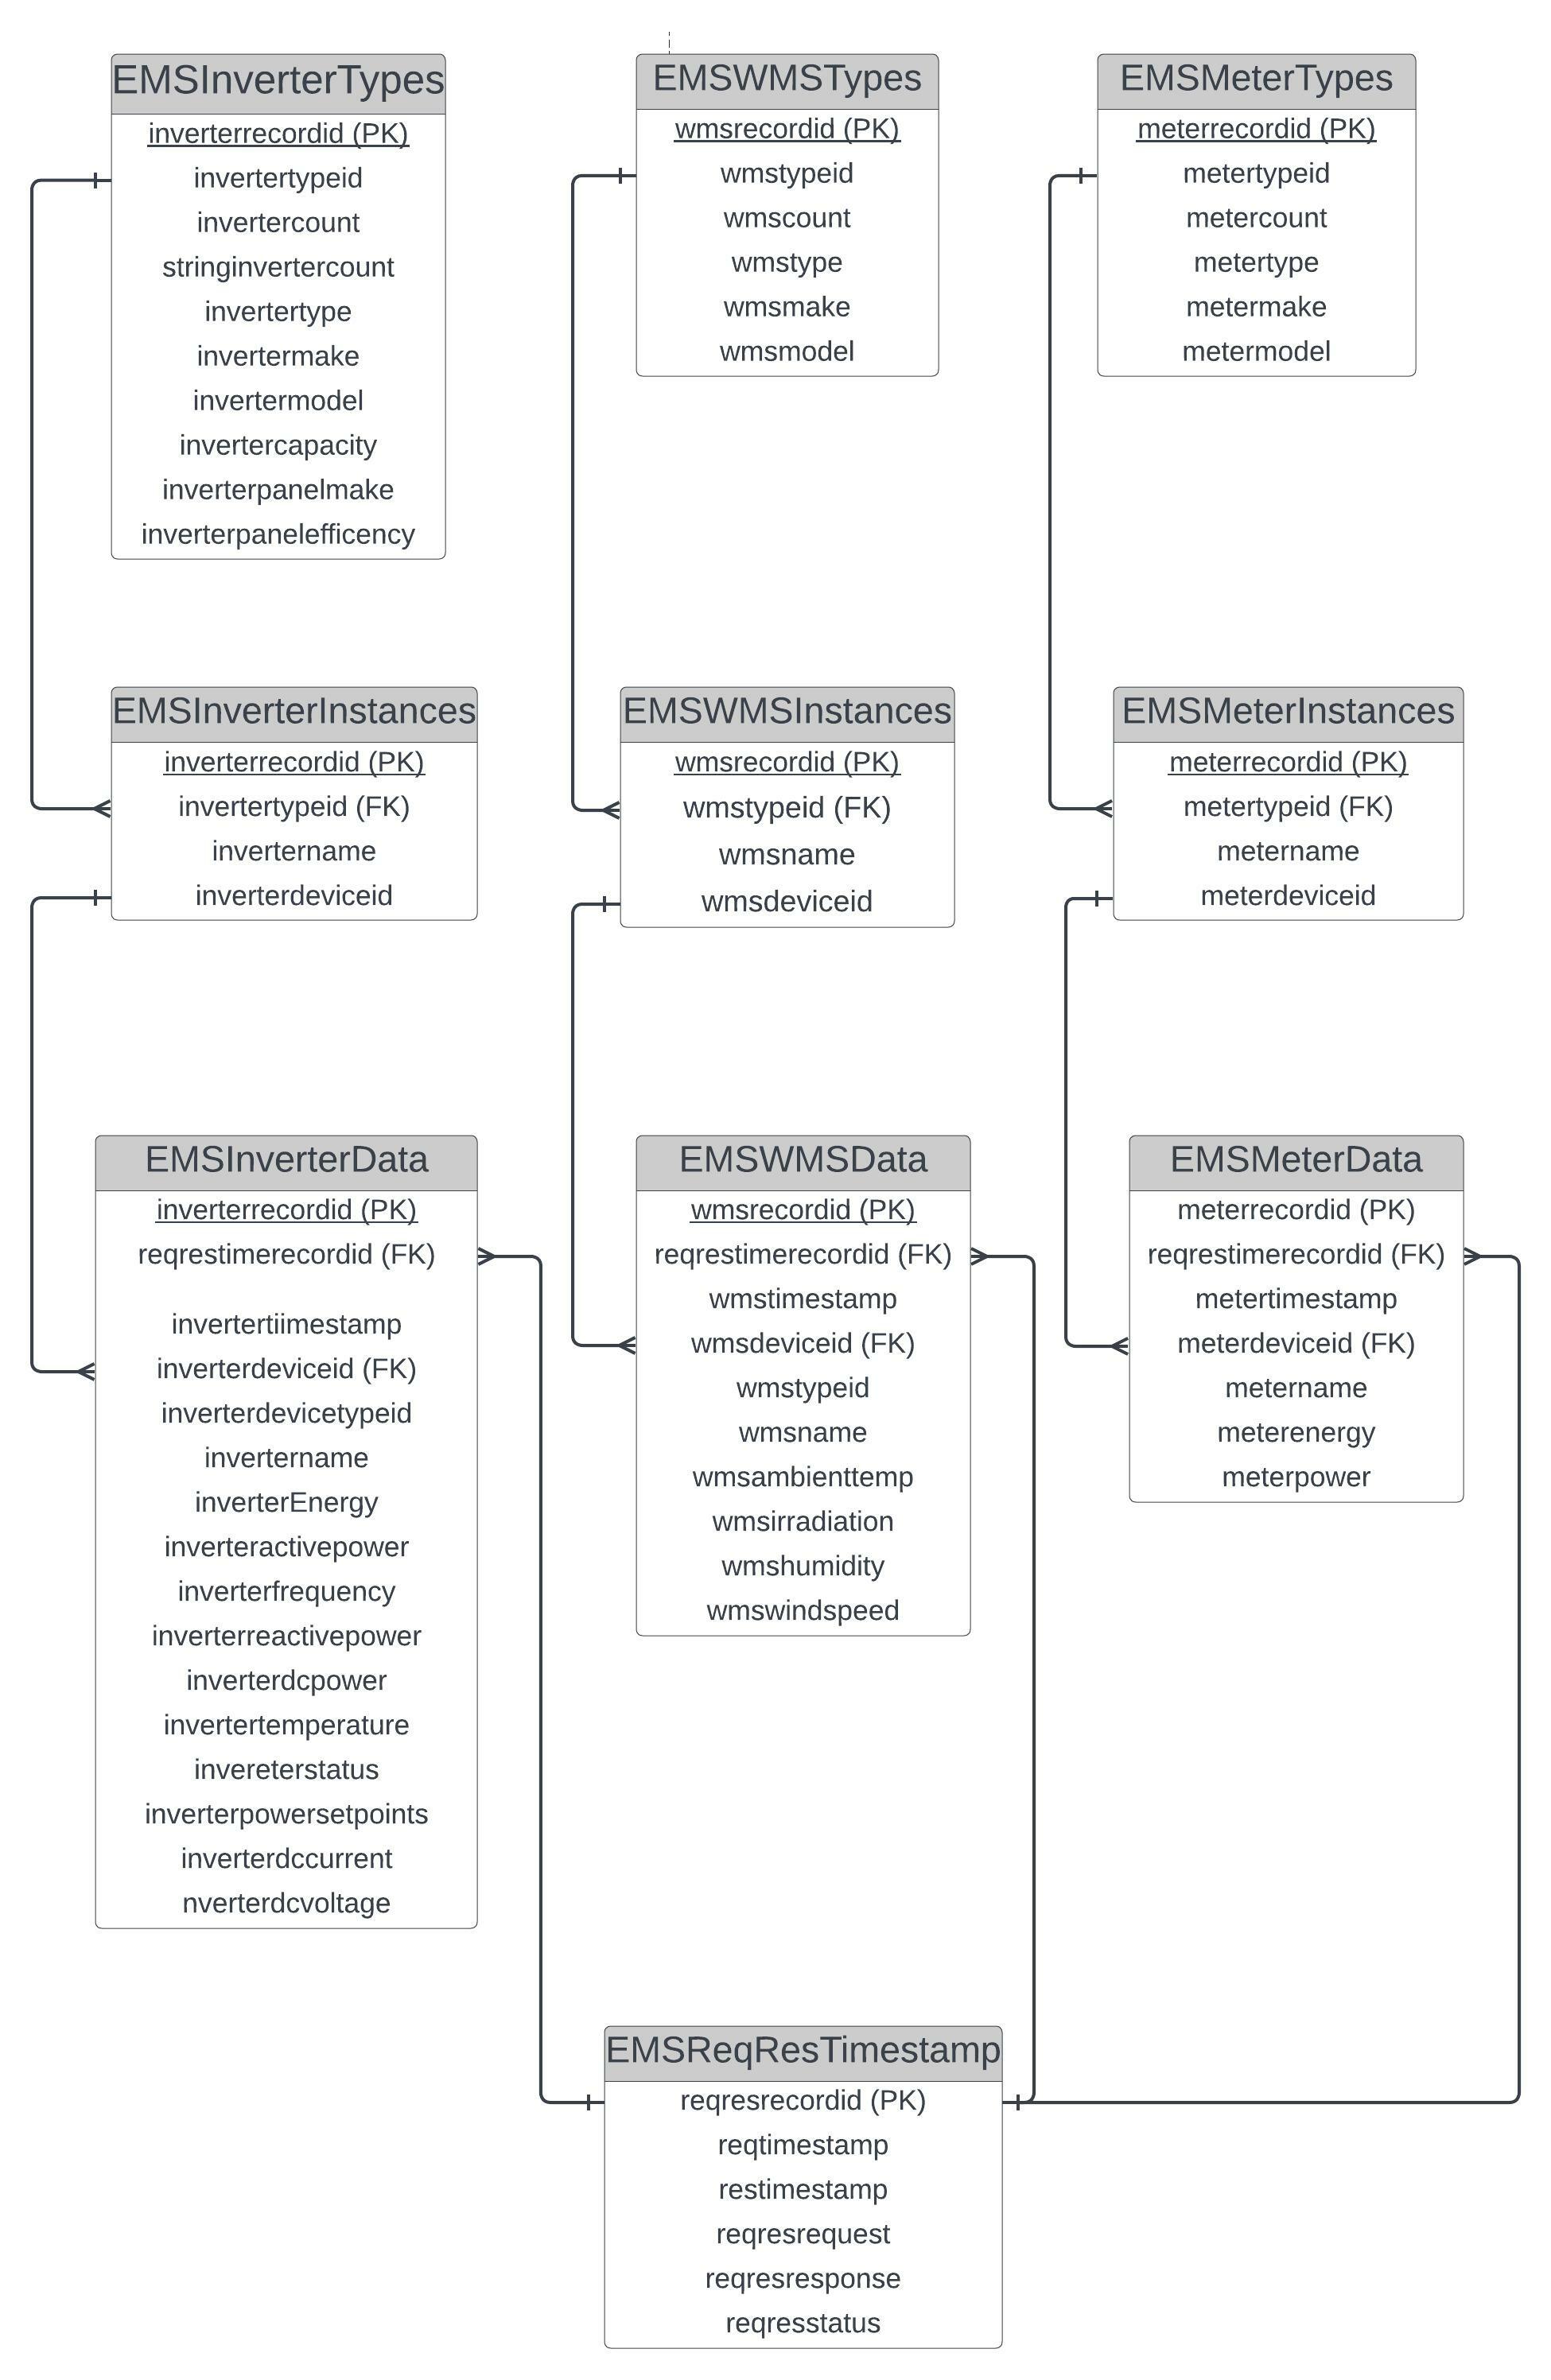 EMSInverterTypes
inverterrecordid (PK)
invertertypeid
invertercount
stringinvertercount
invertertype
invertermake
invertermodel
invertercapacity
inverterpanelmake
inverterpanelefficency
EMSWMSTypes
wmsrecordid (PK)
wmstypeid
wmscount
wmstype
wmsmake
wmsmodel
EMSMeterTypes
meterrecordid (PK)
metertypeid
metercount
metertype
metermake
metermodel
EMSInverterInstances
inverterrecordid (PK)
invertertypeid (FK)
invertername
inverterdeviceid
EMSWMSInstances
wmsrecordid (PK)
wmstypeid (FK)
wmsname
wmsdeviceid
EMSMeterInstances
meterrecordid (PK)
metertypeid (FK)
metername
meterdeviceid
EMSInverterData
inverterrecordid (PK)
reqrestimerecordid (FK)
invertertiimestamp
inverterdeviceid (FK)
inverterdevicetypeid
invertername
inverterEnergy
inverteractivepower
inverterfrequency
inverterreactivepower
inverterdcpower
invertertemperature
invereterstatus
inverterpowersetpoints
inverterdccurrent
nverterdcvoltage
EMSWMSData
wmsrecordid (PK)
reqrestimerecordid (FK)
wmstimestamp
wmsdeviceid (FK)
wmstypeid
wmsname
wmsambienttemp
wmsirradiation
wmshumidity
wmswindspeed
EMSMeterData
meterrecordid (PK)
reqrestimerecordid (FK)
metertimestamp
meterdeviceid (FK)
metername
meterenergy
meterpower
EMSReqResTimestamp
reqresrecordid (PK)
reqtimestamp
restimestamp
reqresrequest
reqresresponse
reqresstatus